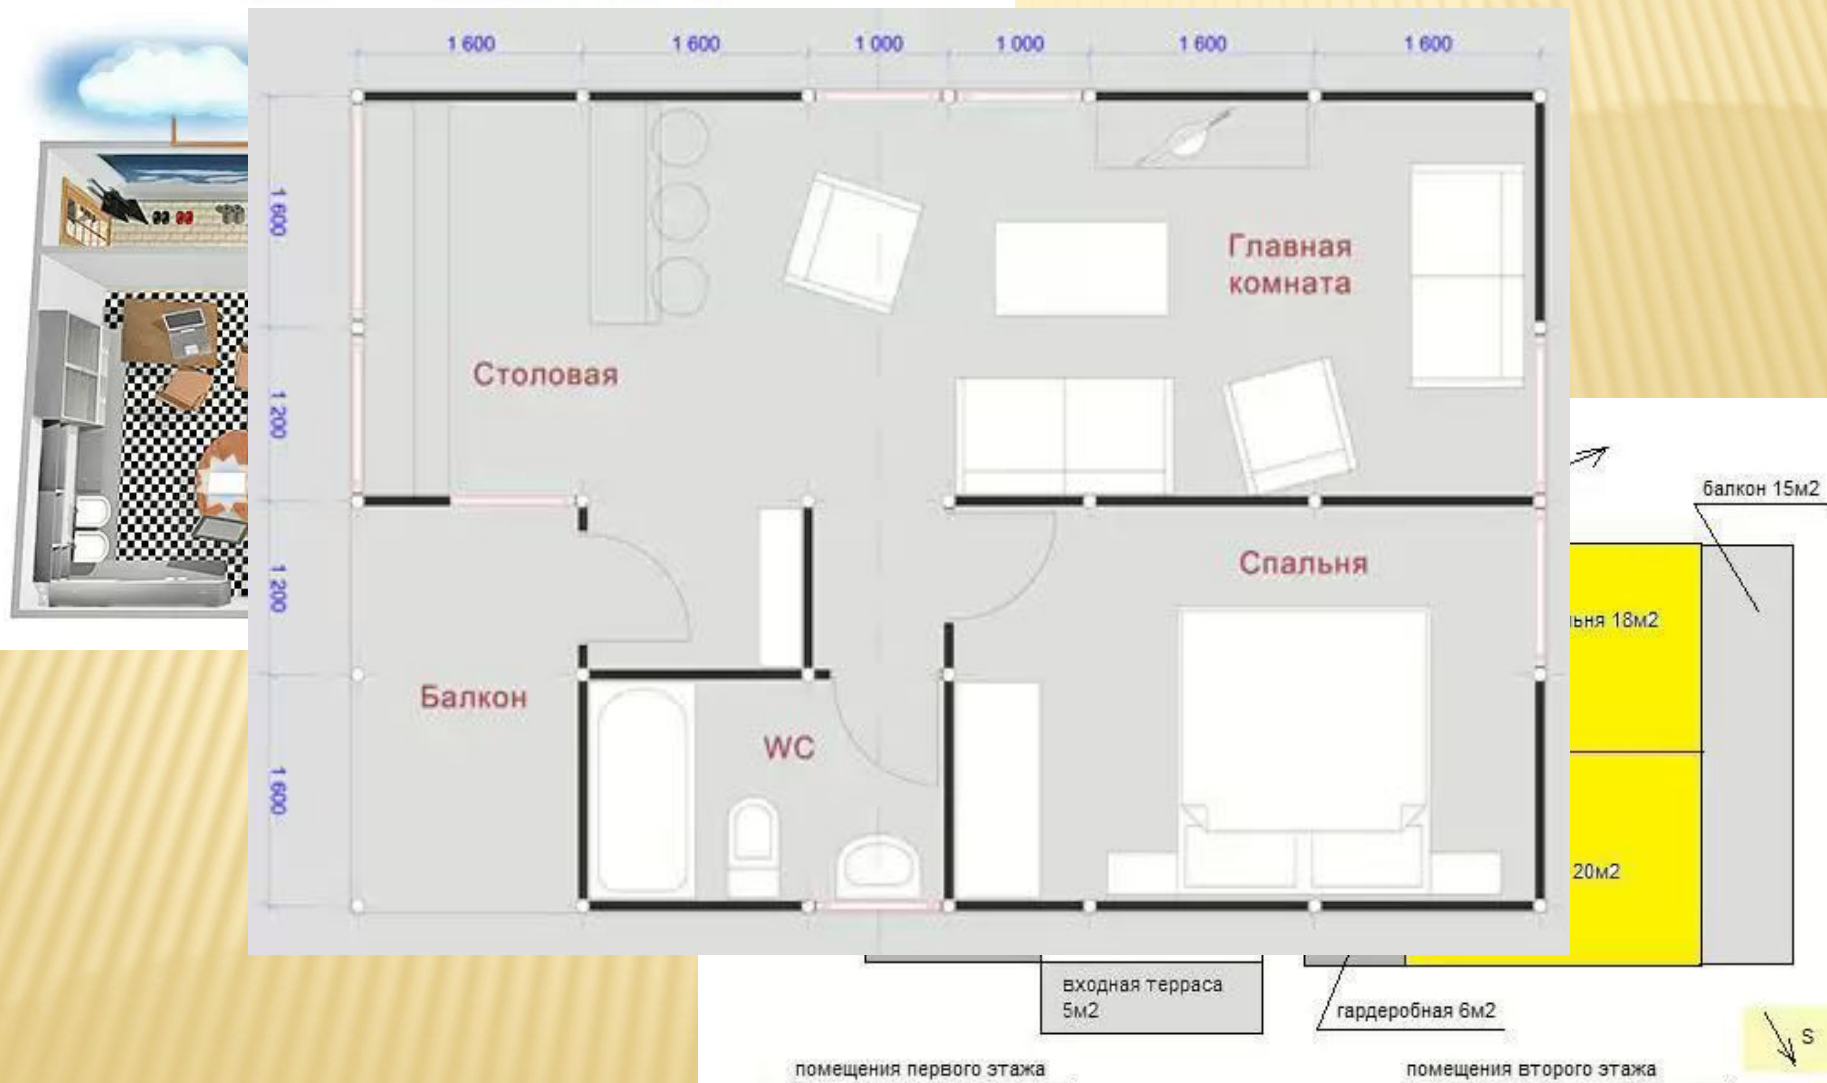 1 600
1 600
1 000
1 000
1 600
1 600
1 600
1 200
1 200
1 600
Главная
комната
Столовая
Спальня
Балкон
WC
балкон 15м2
ьня 18м2
20м2
входная терраса
5м2
гардеробная 6м2
S
помещения первого этажа
помещения второго этажа